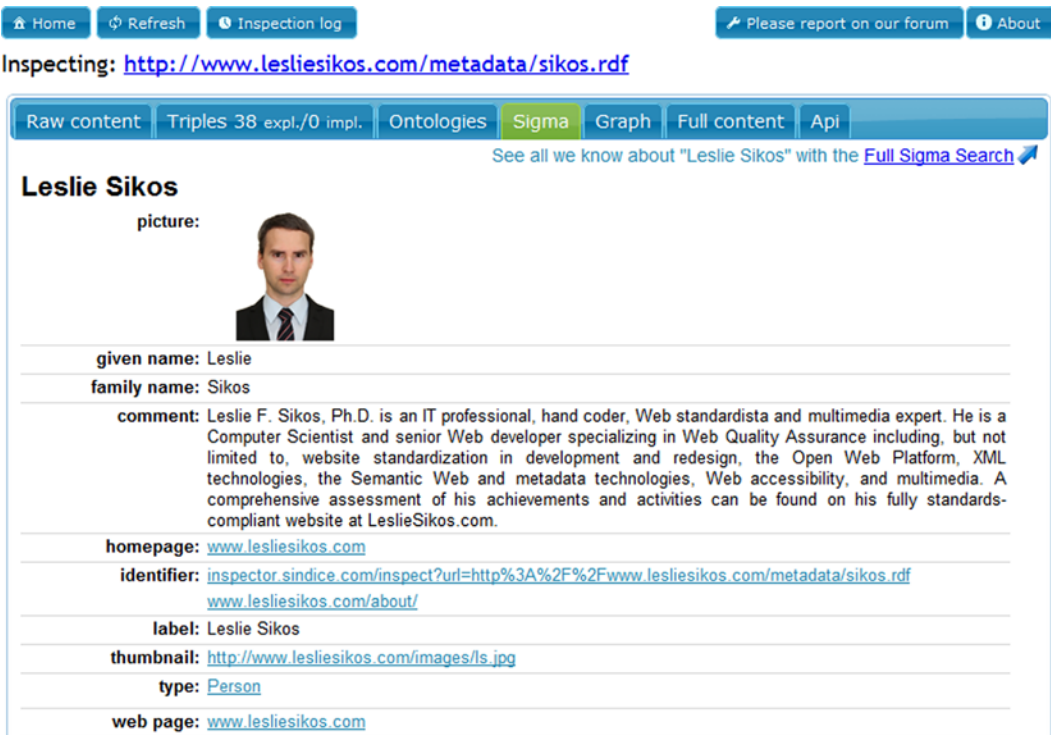 Home Refresh Inspection log Please report on our forum About
Inspecting: http://www.lesliesikos.com/metadata/sikos.rdf
Raw content Triples 38 expl./0 impl. Ontologies Sigma Graph Full content Api
See all we know about "Leslie Sikos" with the Full Sigma Search
Leslie Sikos
picture:
given name: Leslie
family name: Sikos
comment: Leslie F. Sikos, Ph.D. is an IT professional, hand coder, Web standardista and multimedia expert. He is a
Computer Scientist and senior Web developer specializing in Web Quality Assurance including, but not
limited to, website standardization in development and redesign, the Open Web Platform, XML
technologies, the Semantic Web and metadata technologies, Web accessibility, and multimedia. A
comprehensive assessment of his achievements and activities can be found on his fully standards-
compliant website at LeslieSikos.com.
homepage: www.lesliesikos.com
identifier: inspector.sindice.com/inspect?url=http%3A%2F%2Fwww.lesliesikos.com/metadata/sikos.rdf
www.lesliesikos.com/about/
label: Leslie Sikos
thumbnail: http://www.lesliesikos.com/images/ls.jpg
type: Person
web page: www.lesliesikos.com